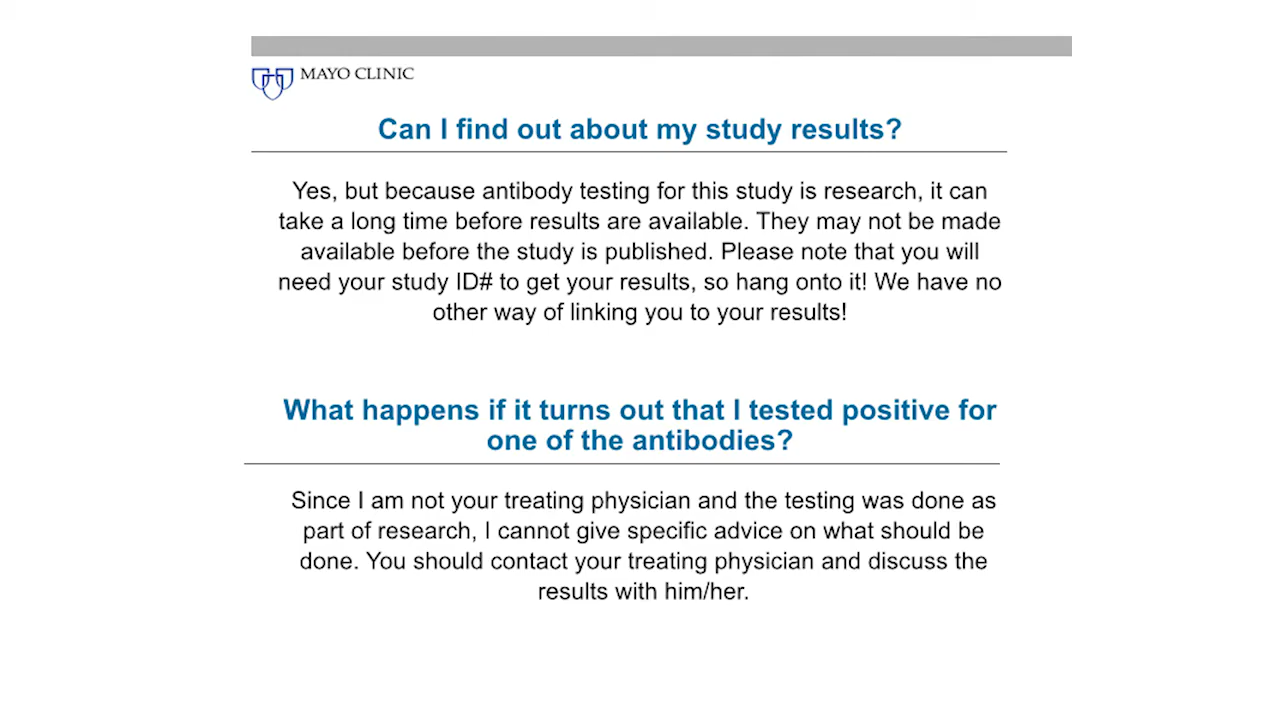 MAYO CLINIC
Can I find out about my study results?
Yes, but because antibody testing for this study is research, it can
take a long time before results are available. They may not be made
available before the study is published. Please note that you will
need your study ID# to get your results, so hang onto it! We have no
other way of linking you to your results!
What happens if it turns out that I tested positive for
one of the antibodies?
Since I am not your treating physician and the testing was done as
part of research, I cannot give specific advice on what should be
done. You should contact your treating physician and discuss the
results with him/her.